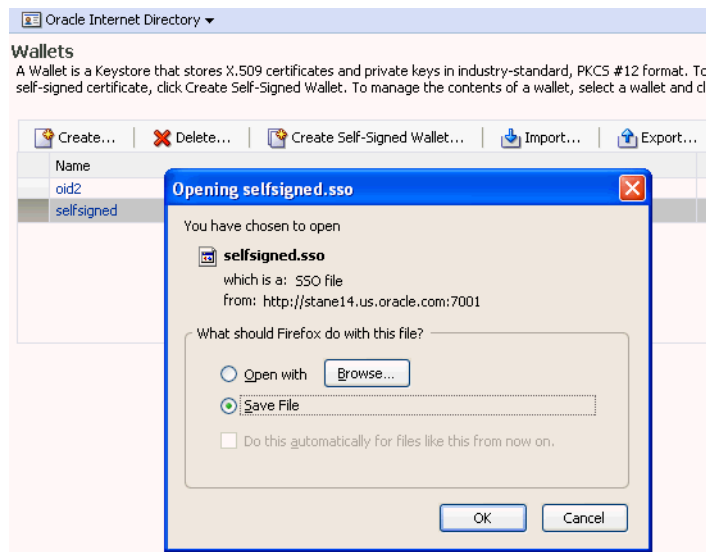 Oracle Internet Directory
Wallets
A Wallet is a Keystore that stores X.509 certificates and private keys in industry-standard, PKCS #12 format. To
self-signed certificate, click Create Self-Signed Wallet. To manage the contents of a wallet, select a wallet and cl
Create... Delete... Create Self-Signed Wallet... Import... Export...
Name
oid2
selfsigned
Opening selfsigned.sso
You have chosen to open
selfsigned.sso
which is a: SSO file
from: http://stane14.us.oracle.com:7001
What should Firefox do with this file?
Open with Browse...
Save File
Do this automatically for files like this from now on.
OK Cancel